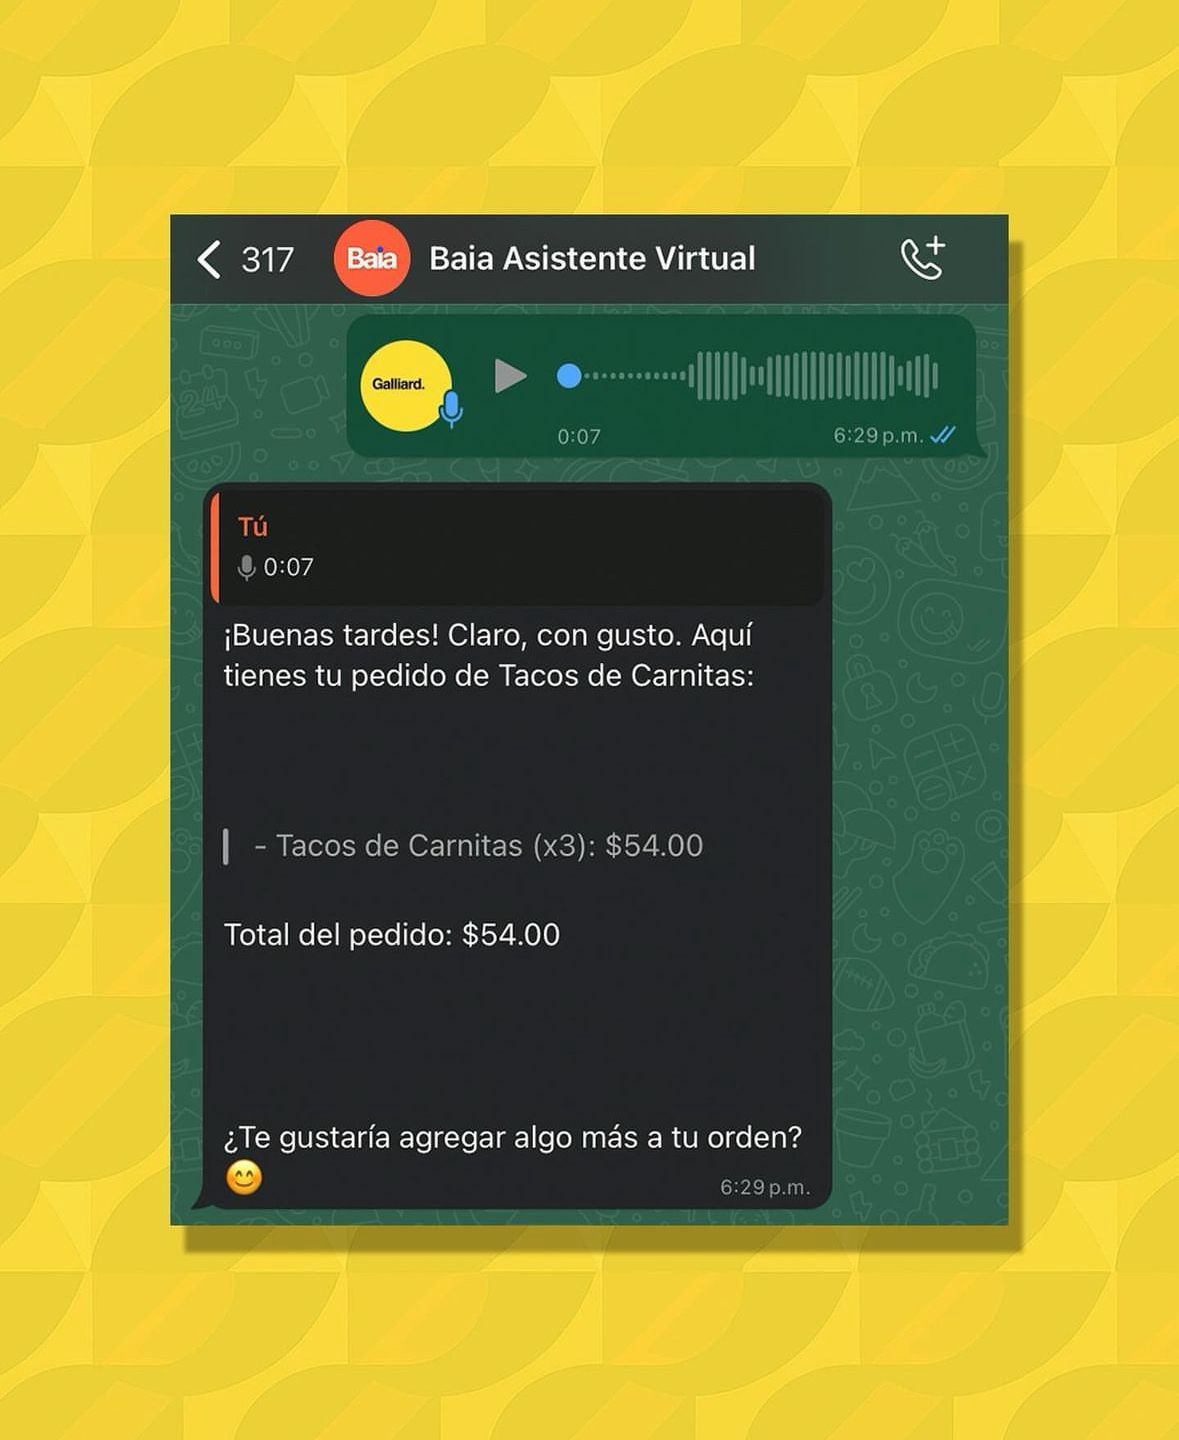 317
Baia
Baia Asistente Virtual
Galliard.
0:07
6:29 p.m.
Tú
0:07
¡Buenas tardes! Claro, con gusto. Aquí
tienes tu pedido de Tacos de Carnitas:
- Tacos de Carnitas (x3): $54.00
Total del pedido: $54.00
¿Te gustaría agregar algo más a tu orden?
😊
6:29 p.m.